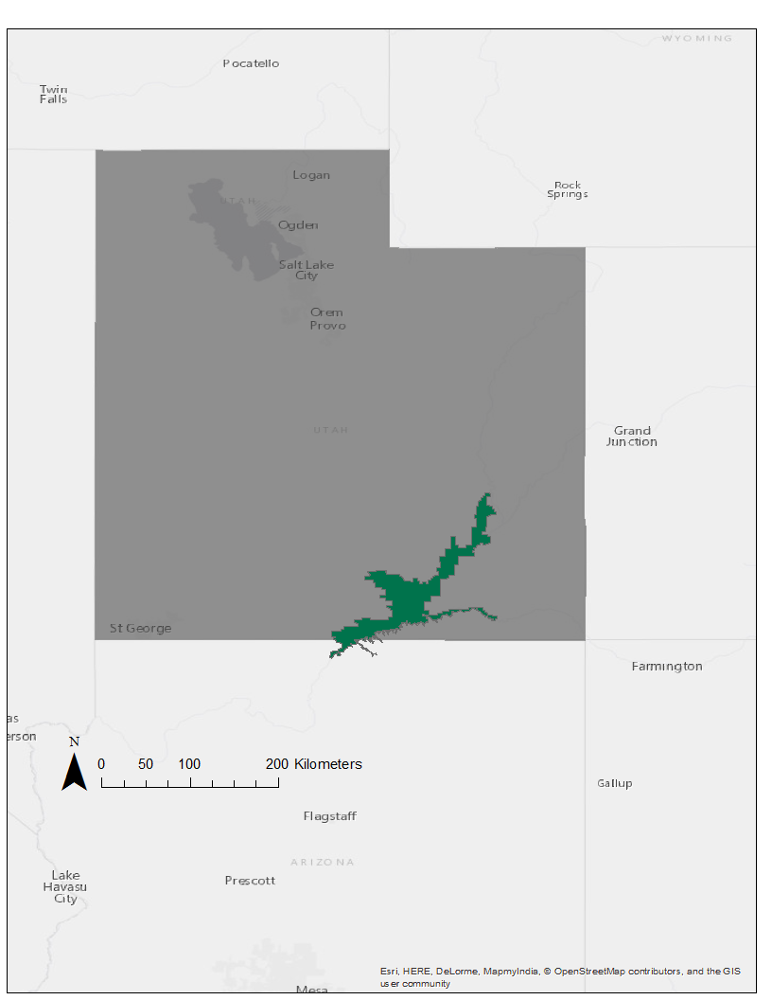 WYOMING
Pocatello
Twin
Falls
Logan
Rock
Springs
UTAH
Ogden
Salt Lake
City
Orem
Provo
UTAH
Grand
Junction
St George
Farmington
as
erson
N
0 50 100 200 Kilometers
Gallup
Flagstaff
ARIZONA
Lake
Havasu
City
Prescott
Esri, HERE, DeLorme, MapmyIndia, © OpenStreetMap contributors, and the GIS
user community
Mesa